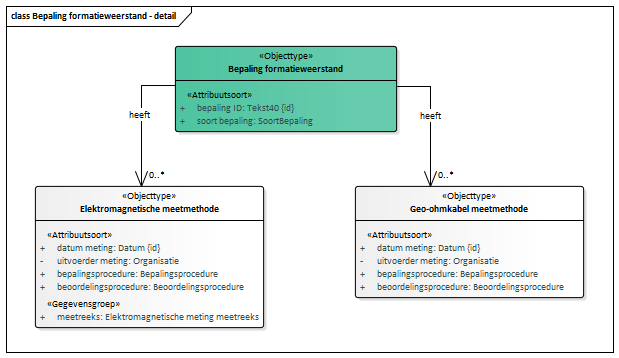 class Bepaling formatieweerstand - detail
«Objecttype»
Bepaling formatieweerstand
«Attribuutsoort»
+ bepaling ID: Tekst40 {id}
+ soort bepaling: SoortBepaling
heeft
heeft
0..*
0..*
«Objecttype»
Elektromagnetische meetmethode
«Attribuutsoort»
+ datum meting: Datum {id}
- uitvoerder meting: Organisatie
+ bepalingsprocedure: Bepalingsprocedure
+ beoordelingsprocedure: Beoordelingsprocedure
«Gegevensgroep»
+ meetreeks: Elektromagnetische meting meetreeks
«Objecttype»
Geo-ohmkabel meetmethode
«Attribuutsoort»
+ datum meting: Datum {id}
- uitvoerder meting: Organisatie
+ bepalingsprocedure: Bepalingsprocedure
+ beoordelingsprocedure: Beoordelingsprocedure